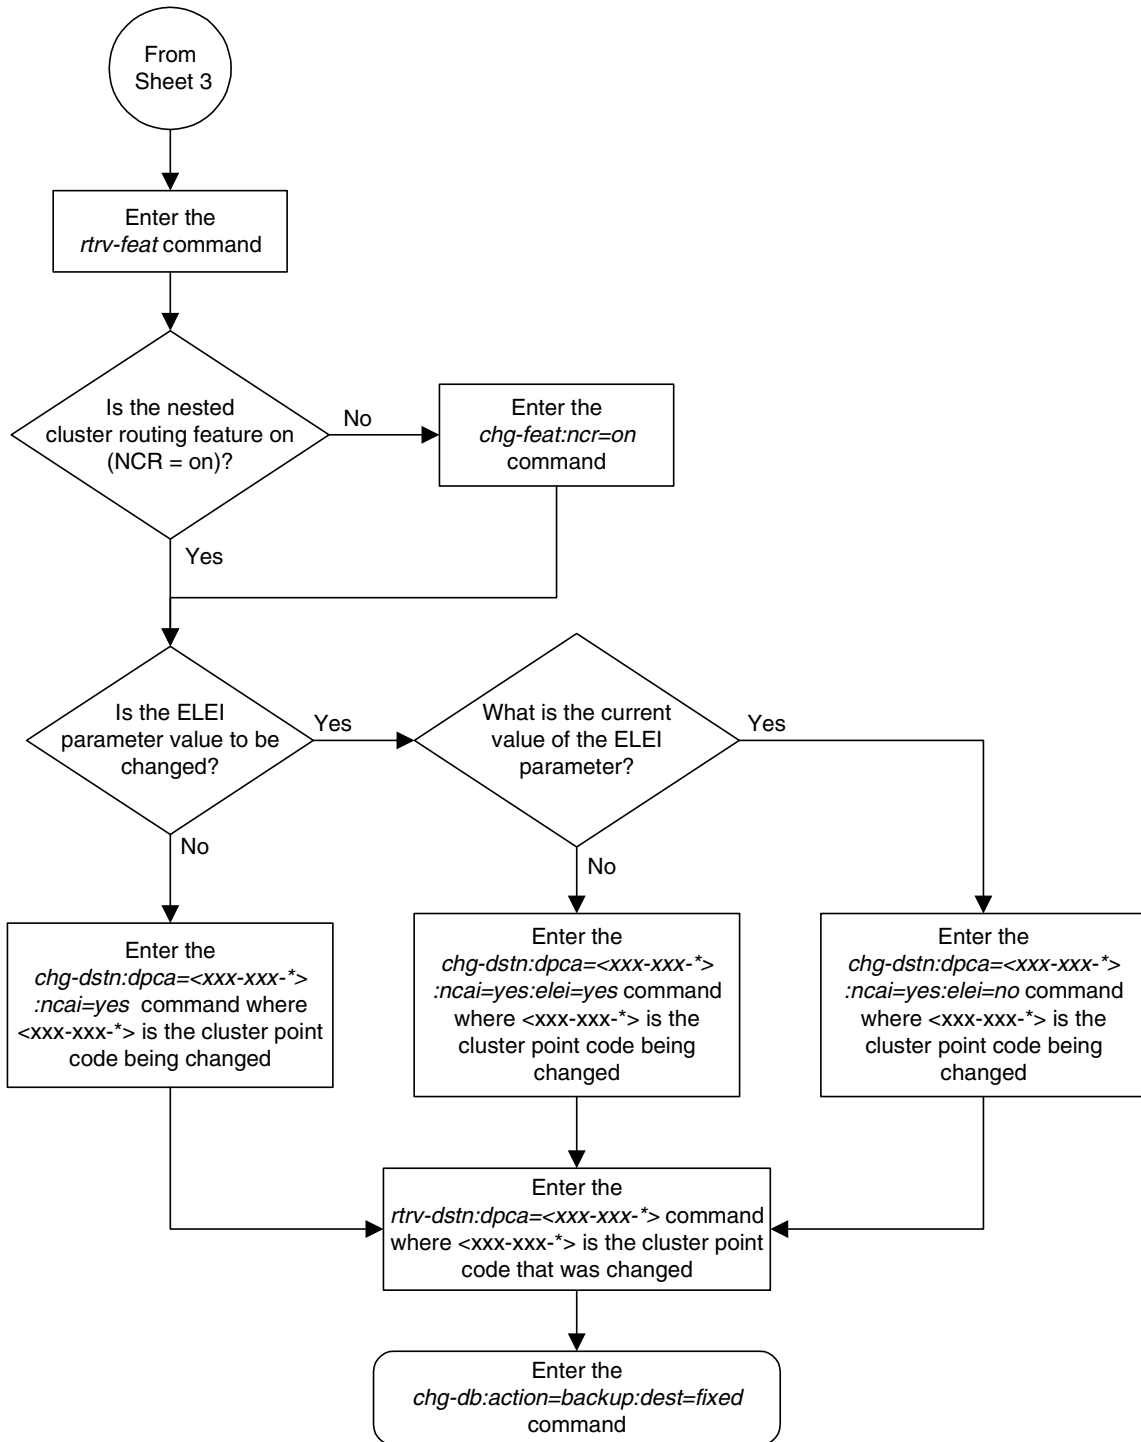 From
Sheet 3
Enter the
rtrv-feat command
Is the nested
cluster routing feature on
(NCR = on)?
No
Enter the
chg-feat:ncr=on
command
Yes
Is the ELEI
parameter value to be
changed?
Yes
What is the current
value of the ELEI
parameter?
Yes
No
No
Enter the
chg-dstn:dpca=<xxx-xxx-*>
:ncai=yes command where
<xxx-xxx-*> is the cluster point
code being changed
Enter the
chg-dstn:dpca=<xxx-xxx-*>
:ncai=yes:elei=yes command
where <xxx-xxx-*> is the
cluster point code being
changed
Enter the
chg-dstn:dpca=<xxx-xxx-*>
:ncai=yes:elei=no command
where <xxx-xxx-*> is the
cluster point code being
changed
Enter the
rtrv-dstn:dpca=<xxx-xxx-*> command
where <xxx-xxx-*> is the cluster point
code that was changed
Enter the
chg-db:action=backup:dest=fixed
command